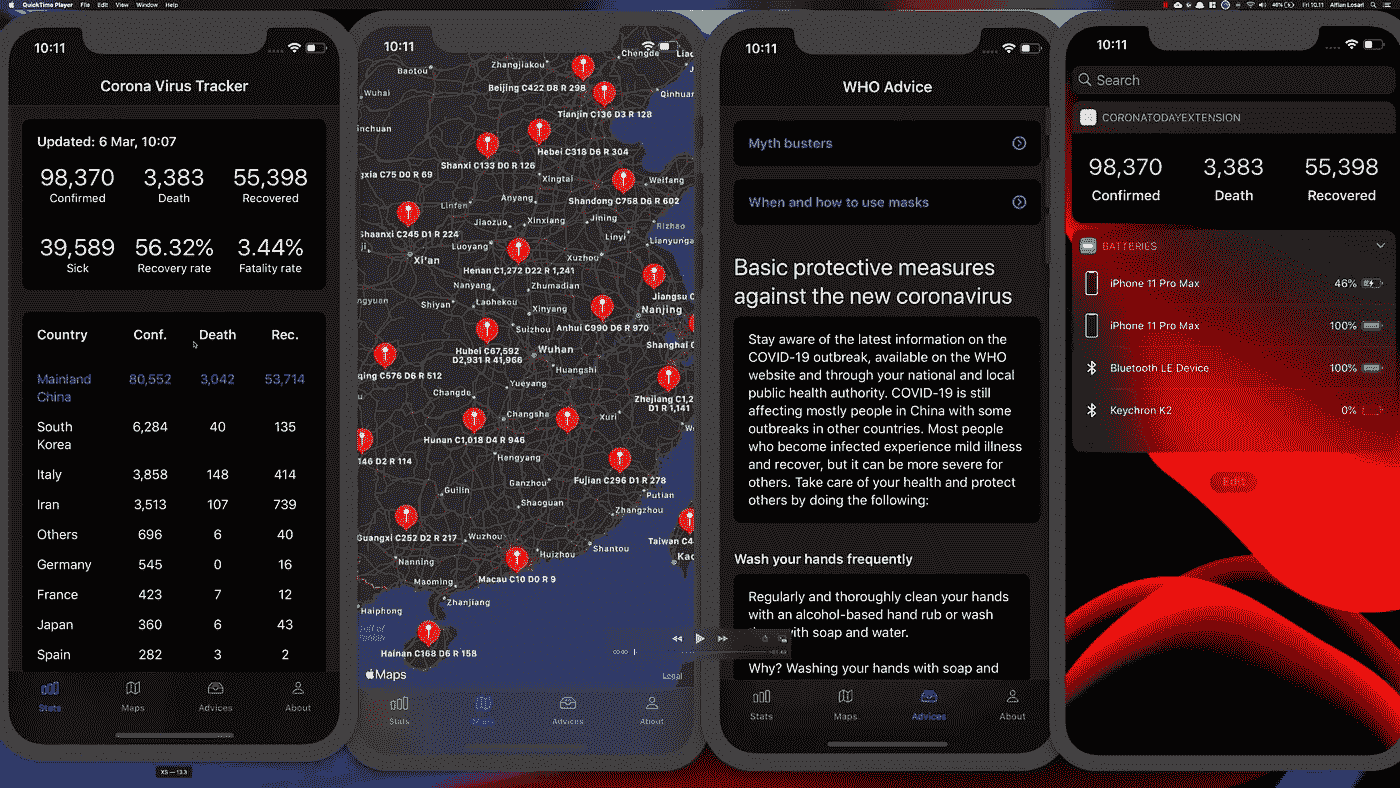 QuickTime Player File Edit View Window Help
46% Fri 10.11 Alfian Losari
10:11
Corona Virus Tracker
Updated: 6 Mar, 10:07
98,370 3,383 55,398
Confirmed Death Recovered
39,589 56.32% 3.44%
Sick Recovery rate Fatality rate
Country Conf. Death Rec.
Mainland China 80,552 3,042 53,714
South Korea 6,284 40 135
Italy 3,858 148 414
Iran 3,513 107 739
Others 696 6 40
Germany 545 0 16
France 423 7 12
Japan 360 6 43
Spain 282 3 2
Stats Maps Advices About
XS — 13.3
10:11
Chengde
Baotou
Zhangjiakou
Beijing C422 D8 R 298
Wuhai
Qinhuan
Tianjin C136 D3 R 128
inchuan
Hebei C318 D6 R 304
Shanxi C133 D0 R 126
gxia C75 D0 R 69
Xingtai
Weifang
Anyang
Shandong C758 D6 R 602
Linfen
Jiaozuo
Xinxiang
Jining
Rizhao
Shaanxi C245 D1 R 224
Linyi
Luoyang
Lianyunga
Xi'an
Xuzhou
Henan C1,272 D22 R 1,241
Nanyang
Zhumadian
Jiangsu C
Shiyan
Laohekou
Xinyang
Nanjing
Suizhou
Anhui C990 D6 R 970
Shanghai C
Hubei C67,592
D2,931 R 41,966
Wuhan
Huangshi
qing C576 D6 R 512
Yueyang
Changde
Zhejiang C1,2
D1 R 1,141
Changsha
Xuri
Hunan C1,018 D4 R 946
146 D2 R 114
Hengyang
Fujian C296 D1 R 278
Guilin
Ganzhou
Putian
Shaoguan
Zhangzhou
Guangxi C252 D2 R 217
Wuzhou
Taiwan C4
Huizhou
Shantou
Nanning
Kao
Macau C10 D0 R 9
Maoming
Haiphong
Zhanjiang
Gulf of
Hainan C168 D6 R 158
Maps
Legal
Stats Advices About
00:00
10:11
WHO Advice
Myth busters
When and how to use masks
Basic protective measures
against the new coronavirus
Stay aware of the latest information on the
COVID-19 outbreak, available on the WHO
website and through your national and local
public health authority. COVID-19 is still
affecting mostly people in China with some
outbreaks in other countries. Most people
who become infected experience mild illness
and recover, but it can be more severe for
others. Take care of your health and protect
others by doing the following:
Wash your hands frequently
Regularly and thoroughly clean your hands
with an alcohol-based hand rub or wash
with soap and water.
Why? Washing your hands with soap and
Stats Maps Advices About
10:11
Search
CORONATODAYEXTENSION
98,370 3,383 55,398
Confirmed Death Recovered
BATTERIES
iPhone 11 Pro Max 46%
iPhone 11 Pro Max 100%
Bluetooth LE Device 100%
Keychron K2 0%
Edit